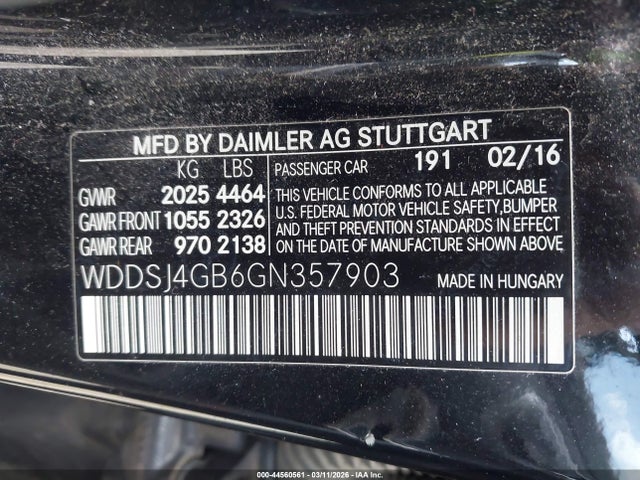 MFD BY DAIMLER AG STUTTGART
KG LBS PASSENGER CAR 191 02/16
GVWR 2025 4464 THIS VEHICLE CONFORMS TO ALL APPLICABLE
U.S. FEDERAL MOTOR VEHICLE SAFETY, BUMPER
GAWR FRONT 1055 2326 AND THEFT PREVENTION STANDARDS IN EFFECT
GAWR REAR 970 2138 ON THE DATE OF MANUFACTURE SHOWN ABOVE
WDDSJ4GB6GN357903 MADE IN HUNGARY
000-44560561 - 03/11/2026 - IAAI.COM